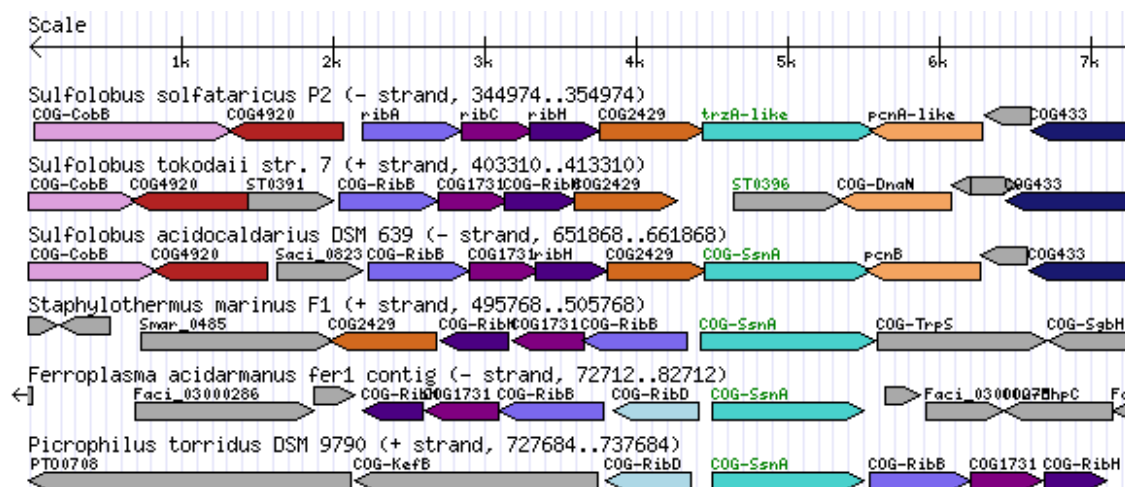 Scale
1k 2k 3k 4k 5k 6k 7k
Sulfolobus solfataricus P2 (- strand, 344974..354974)
COG-CobB COG4920 ribA ribC ribH COG2429 trzA-like pcnA-like COG433
Sulfolobus tokodaii str. 7 (+ strand, 403310..413310)
COG-CobB COG4920 ST0391 COG-RibB COG1731 COG-RibH COG2429 ST0396 COG-DnaN COG433
Sulfolobus acidocaldarius DSM 639 (- strand, 651868..661868)
COG-CobB COG4920 Saci_0823 COG-RibB COG1731 ribH COG2429 COG-SsnA pcnB COG433
Staphylothermus marinus F1 (+ strand, 495768..505768)
Smar_0485 COG2429 COG-RibH COG1731 COG-RibB COG-SsnA COG-TrpS COG-SgbH
Ferroplasma acidarmanus fer1 contig (- strand, 72712..82712)
Faci_03000286 COG-RibH COG1731 COG-RibB COG-RibD COG-SsnA
Picrophilus torridus DSM 9790 (+ strand, 727684..737684)
PTO0708 COG-KefB COG-RibD COG-SsnA COG-RibB COG1731 COG-RibH